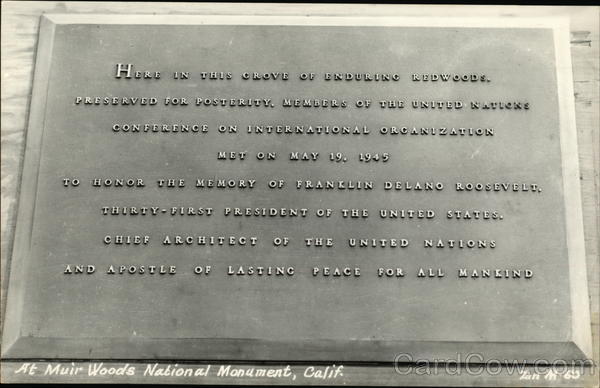 HERE IN THIS GROVE OF ENDURING REDWOODS,
PRESERVED FOR POSTERITY, MEMBERS OF THE UNITED NATIONS
CONFERENCE ON INTERNATIONAL ORGANIZATION
MET ON MAY 19, 1945
TO HONOR THE MEMORY OF FRANKLIN DELANO ROOSEVELT,
THIRTY-FIRST PRESIDENT OF THE UNITED STATES,
CHIEF ARCHITECT OF THE UNITED NATIONS
AND APOSTLE OF LASTING PEACE FOR ALL MANKIND
At Muir Woods National Monument, Calif.
CardCow.com